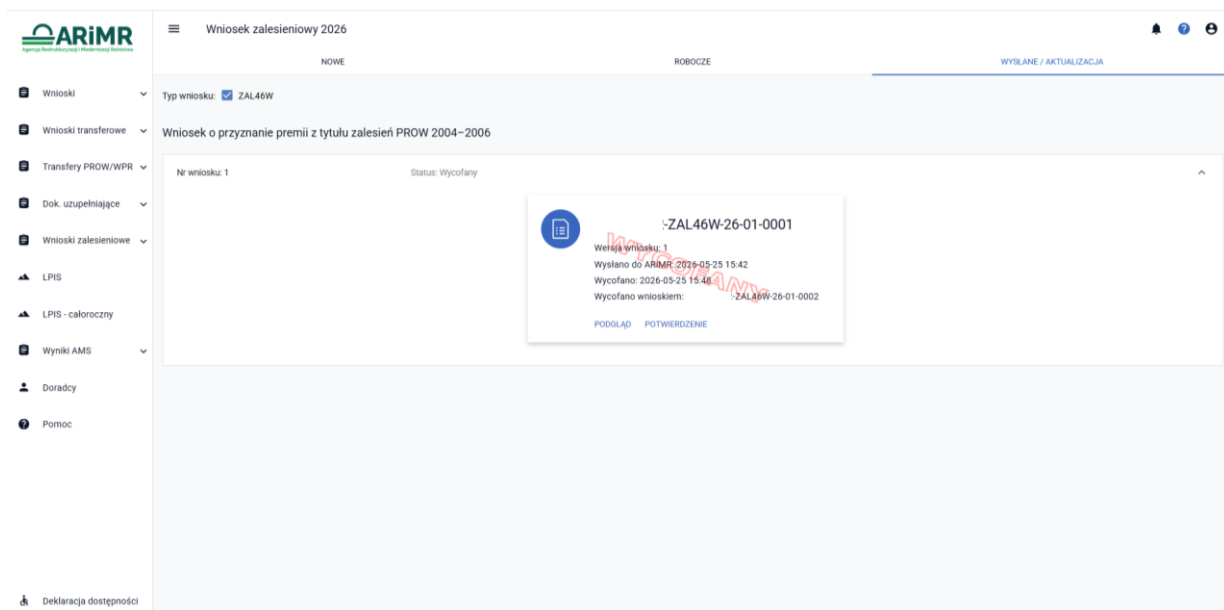 ARiMR
Agencja Restrukturyzacji i Modernizacji Rolnictwa
Wniosek zalesieniowy 2026
NOWE
ROBOCZE
WYSŁANE / AKTUALIZACJA
Wnioski
Wnioski transferowe
Transfery PROW/WPR
Dok. uzupełniające
Wnioski zalesieniowe
LPIS
LPIS - całoroczny
Wyniki AMS
Doradcy
Pomoc
Deklaracja dostępności
Typ wniosku: ZAL46W
Wniosek o przyznanie premii z tytułu zalesień PROW 2004–2006
Nr wniosku: 1
Status: Wycofany
-ZAL46W-26-01-0001
Wersja wniosku: 1
Wysłano do ARiMR: 2026-05-25 15:42
Wycofano: 2026-05-25 15:48
Wycofano wnioskiem: -ZAL46W-26-01-0002
WYCOFANY
PODGLĄD POTWIERDZENIE